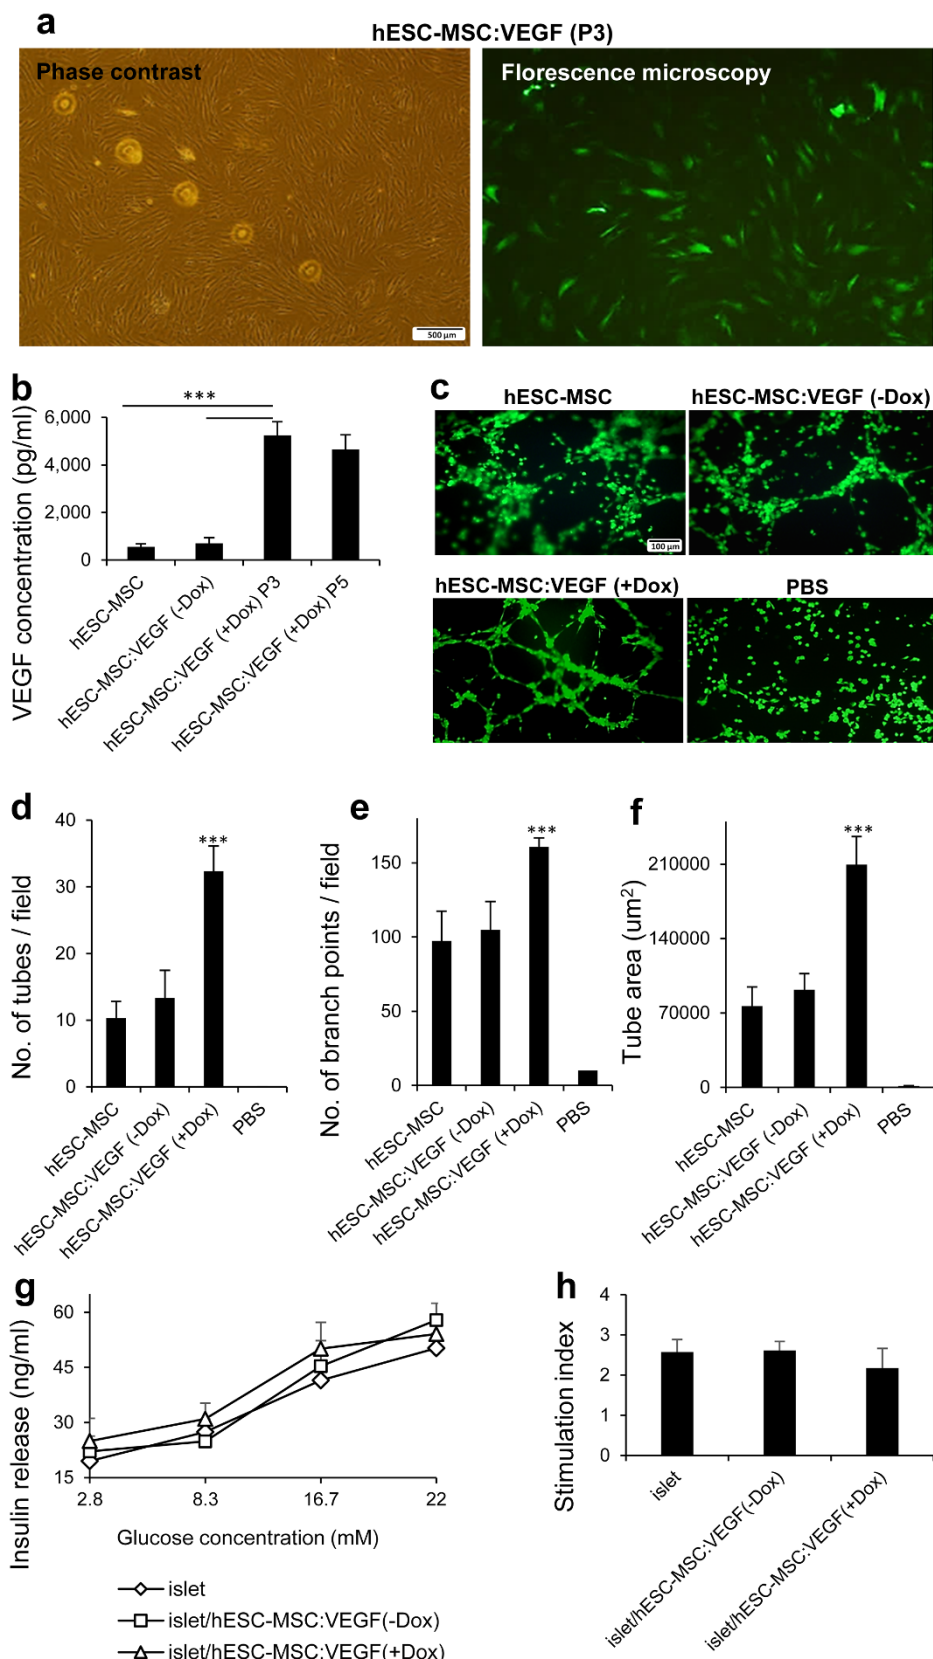 a
hESC-MSC:VEGF (P3)
Phase contrast
Florescence microscopy
500 µm
b
VEGF concentration (pg/ml)
6,000
4,000
2,000
0
***
hESC-MSC
hESC-MSC:VEGF (-Dox)
hESC-MSC:VEGF (+Dox) P3
hESC-MSC:VEGF (+Dox) P5
c
hESC-MSC
hESC-MSC:VEGF (-Dox)
100 µm
hESC-MSC:VEGF (+Dox)
PBS
d
No. of tubes / field
40
30
20
10
0
***
hESC-MSC
hESC-MSC:VEGF (-Dox)
hESC-MSC:VEGF (+Dox)
PBS
e
No. of branch points / field
150
100
50
0
***
hESC-MSC
hESC-MSC:VEGF (-Dox)
hESC-MSC:VEGF (+Dox)
PBS
f
Tube area (um²)
210000
140000
70000
0
***
hESC-MSC
hESC-MSC:VEGF (-Dox)
hESC-MSC:VEGF (+Dox)
PBS
g
Insulin release (ng/ml)
60
45
30
15
2.8
8.3
16.7
22
Glucose concentration (mM)
islet
islet/hESC-MSC:VEGF(-Dox)
islet/hESC-MSC:VEGF(+Dox)
h
Stimulation index
4
3
2
1
0
islet
islet/hESC-MSC:VEGF(-Dox)
islet/hESC-MSC:VEGF(+Dox)